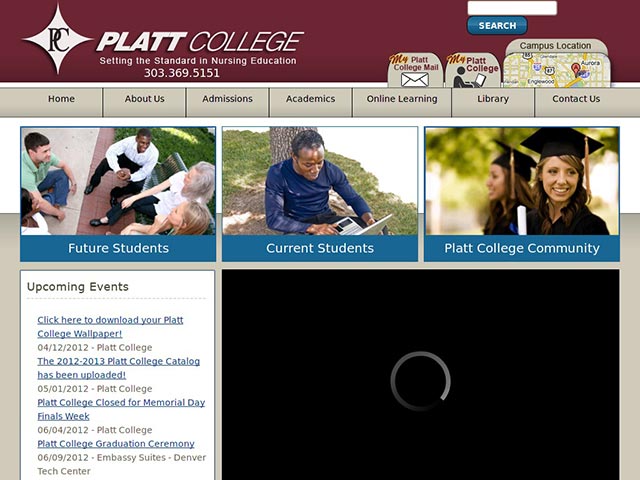 PC
PLATT COLLEGE
Setting the Standard in Nursing Education
303.369.5151
SEARCH
My Platt
College Mail
My Platt
College
Campus Location
Aurora
Englewood
Home
About Us
Admissions
Academics
Online Learning
Library
Contact Us
Future Students
Current Students
Platt College Community
Upcoming Events
Click here to download your Platt
College Wallpaper!
04/12/2012 - Platt College
The 2012-2013 Platt College Catalog
has been uploaded!
05/01/2012 - Platt College
Platt College Closed for Memorial Day
Finals Week
06/04/2012 - Platt College
Platt College Graduation Ceremony
06/09/2012 - Embassy Suites - Denver
Tech Center